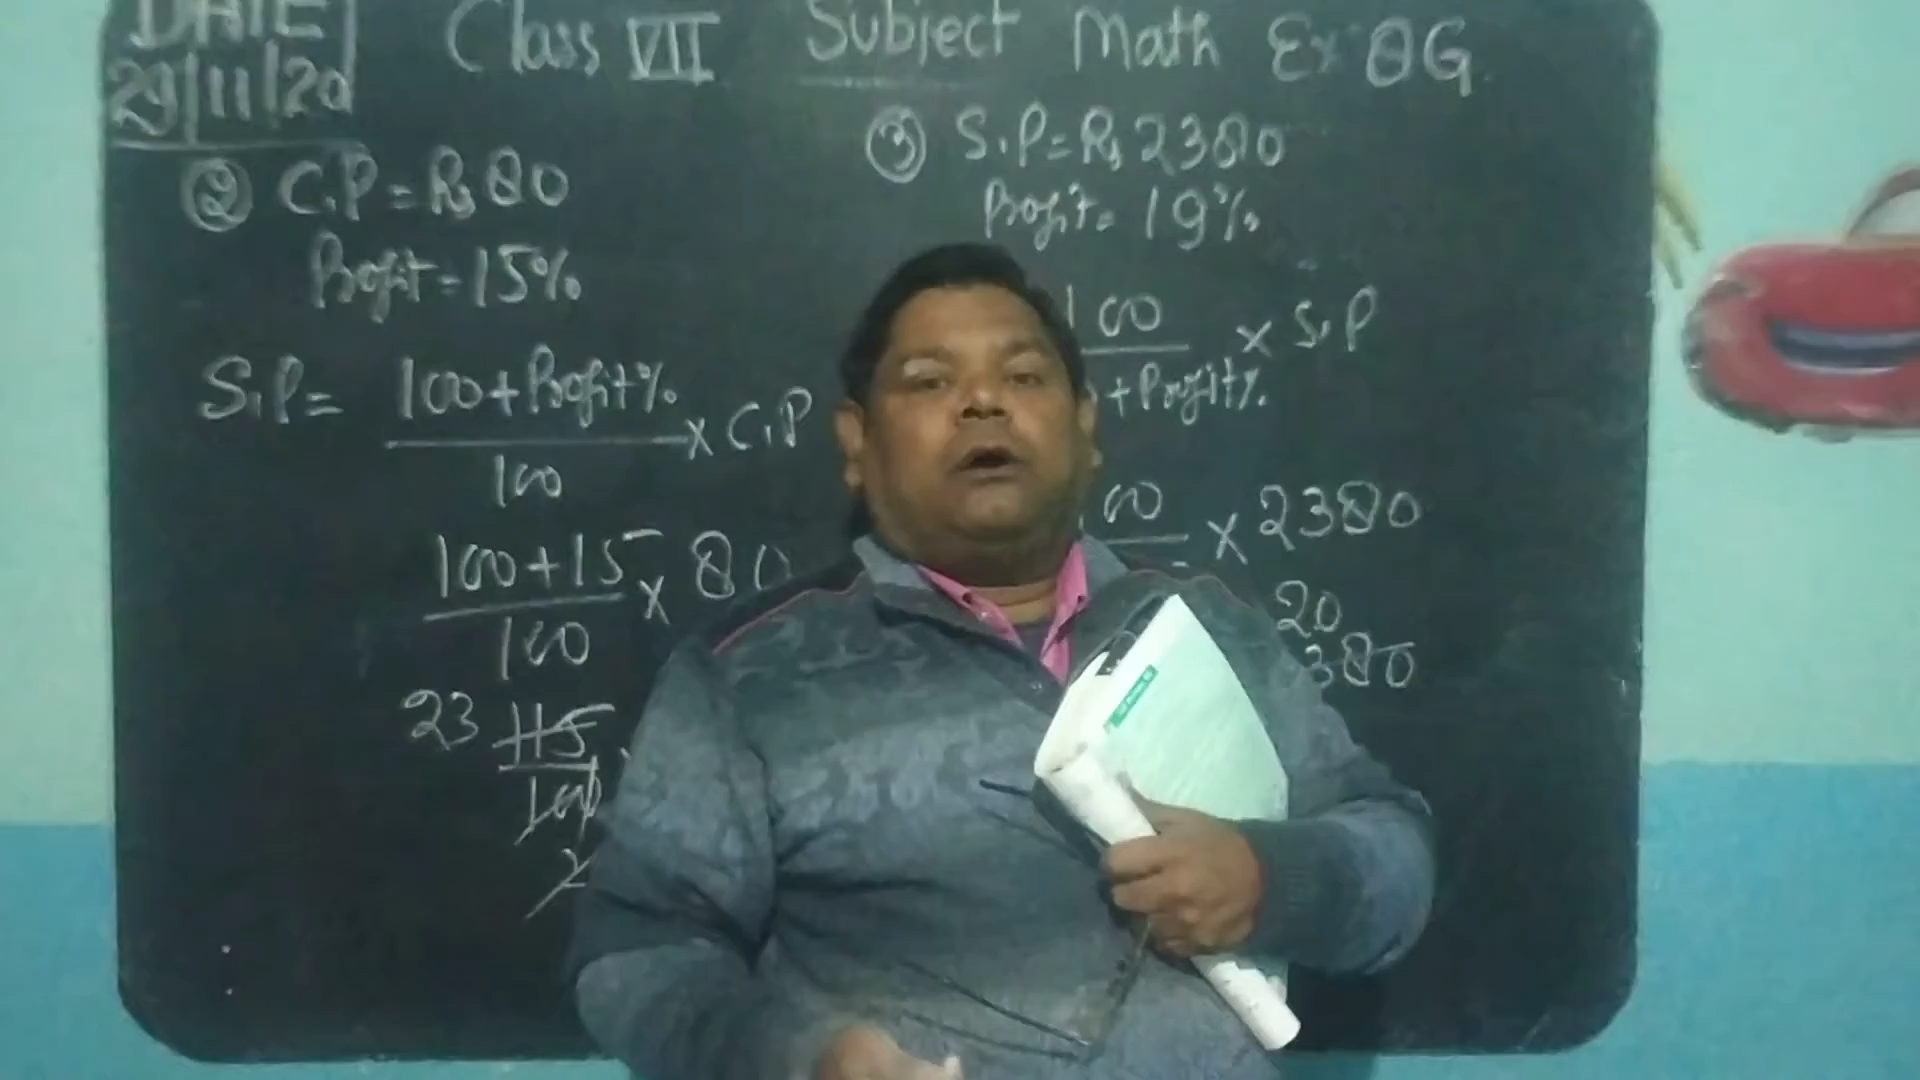 DATE
29/11/20
Class VII Subject Math Ex 8G
② C.P = Rs 80
Profit = 15%
S.P = 100 + Profit% × C.P
100
100 + 15 × 80
100
23 115
100
③ S.P = Rs 2380
Profit = 19%
100 × S.P
+ Profit%
00 × 2380
20
380